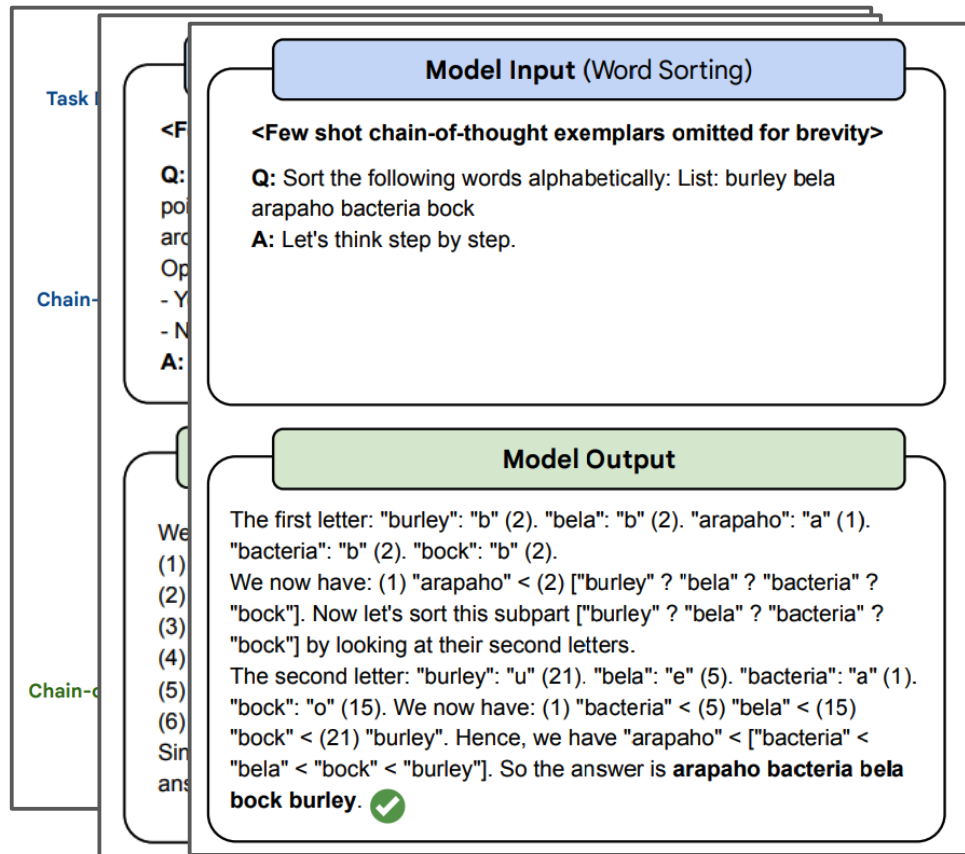 Task
Chain-
Chain-o
<F
Q:
poi
aro
Op
- Y
- N
A:
We
(1)
(2)
(3)
(4)
(5)
(6)
Sin
ans
Model Input (Word Sorting)
<Few shot chain-of-thought exemplars omitted for brevity>
Q: Sort the following words alphabetically: List: burley bela
arapaho bacteria bock
A: Let's think step by step.
Model Output
The first letter: "burley": "b" (2). "bela": "b" (2). "arapaho": "a" (1).
"bacteria": "b" (2). "bock": "b" (2).
We now have: (1) "arapaho" < (2) ["burley" ? "bela" ? "bacteria" ?
"bock"]. Now let's sort this subpart ["burley" ? "bela" ? "bacteria" ?
"bock"] by looking at their second letters.
The second letter: "burley": "u" (21). "bela": "e" (5). "bacteria": "a" (1).
"bock": "o" (15). We now have: (1) "bacteria" < (5) "bela" < (15)
"bock" < (21) "burley". Hence, we have "arapaho" < ["bacteria" <
"bela" < "bock" < "burley"]. So the answer is arapaho bacteria bela
bock burley.